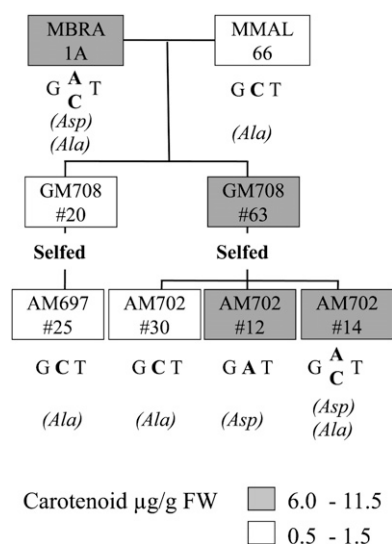 MBRA MMAL
1A 66
G A/C T G C T
(Asp)
(Ala) (Ala)
GM708 GM708
#20 #63
Selfed Selfed
AM697 AM702 AM702 AM702
#25 #30 #12 #14
G C T G C T G A T G A/C T
(Ala) (Ala) (Asp) (Asp)
(Ala)
Carotenoid µg/g FW 6.0 - 11.5
0.5 - 1.5